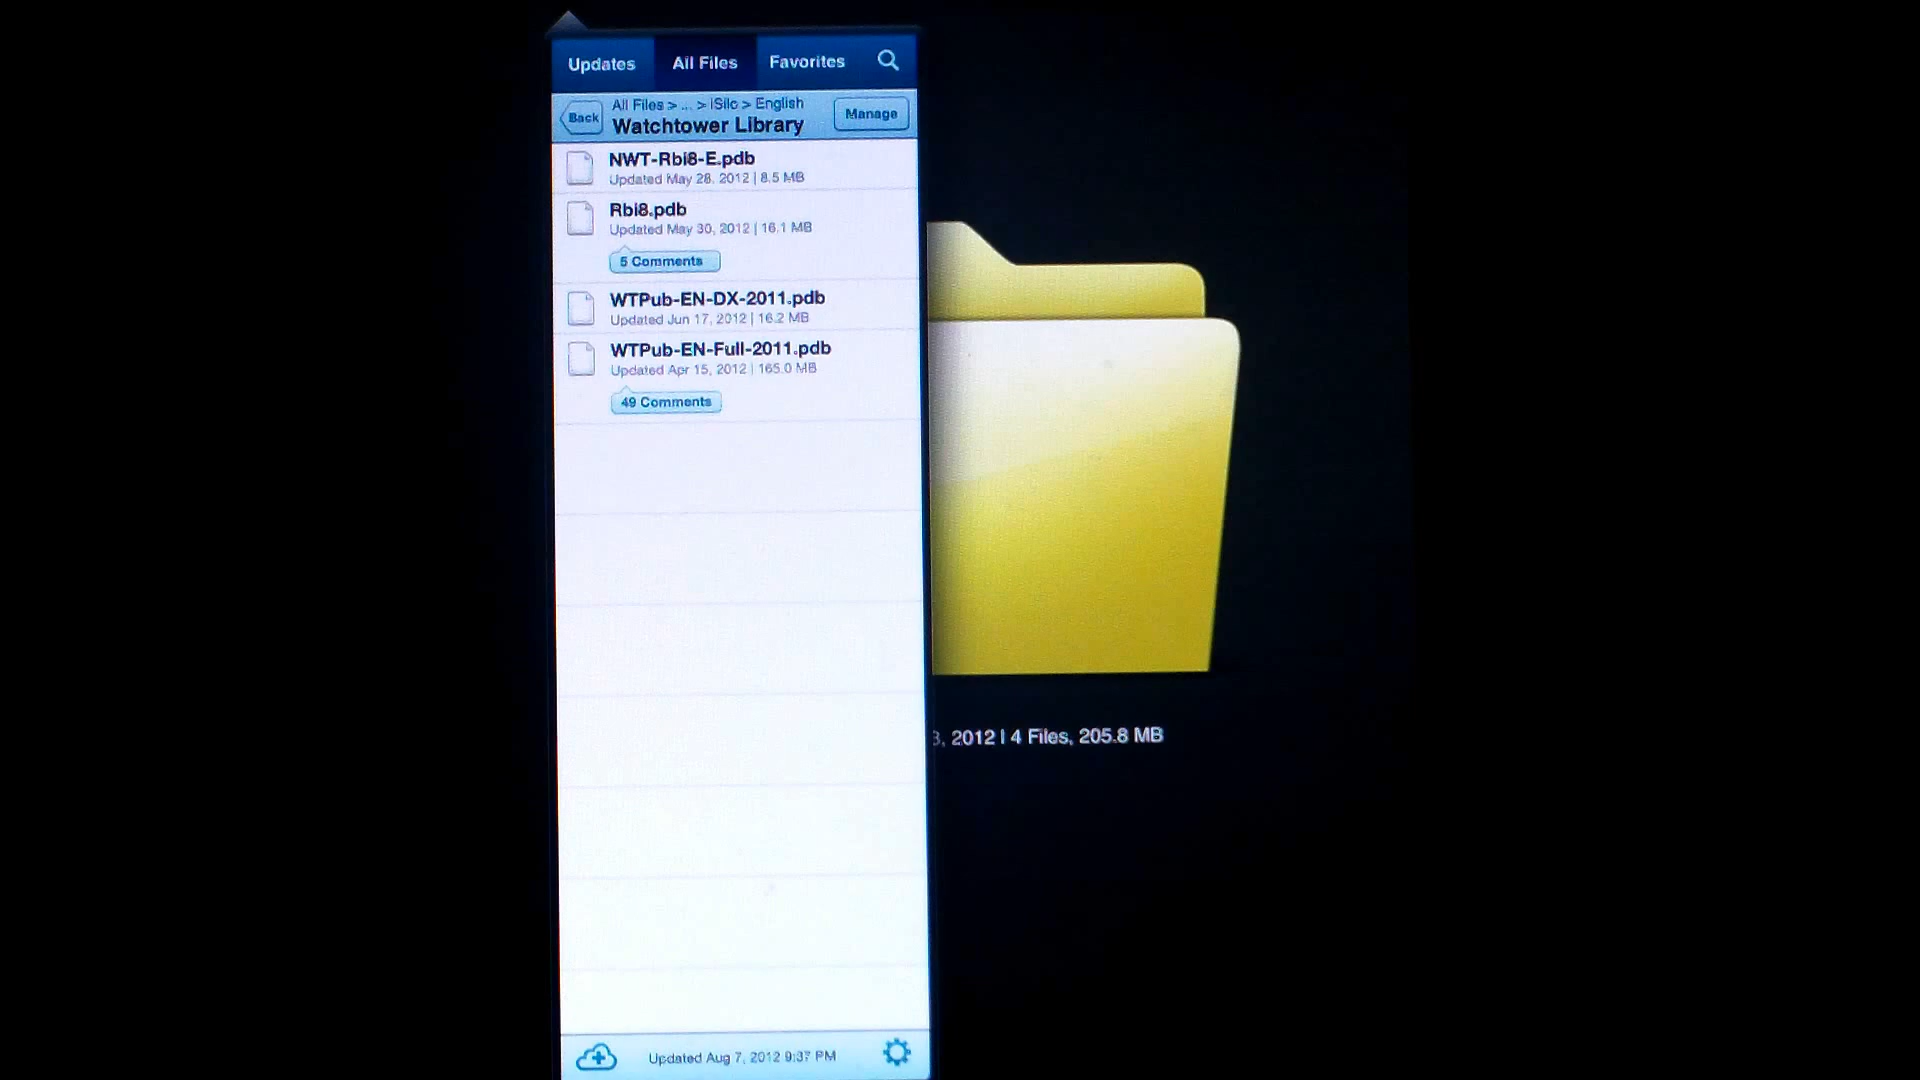 Updates All Files Favorites
Back
All Files > ... > iSilo > English
Watchtower Library
Manage
NWT-Rbi8-E.pdb
Updated May 28, 2012 | 8.5 MB
Rbi8.pdb
Updated May 30, 2012 | 16.1 MB
5 Comments
WTPub-EN-DX-2011.pdb
Updated Jun 17, 2012 | 16.2 MB
WTPub-EN-Full-2011.pdb
Updated Apr 15, 2012 | 165.0 MB
49 Comments
3, 2012 | 4 Files, 205.8 MB
Updated Aug 7, 2012 9:37 PM